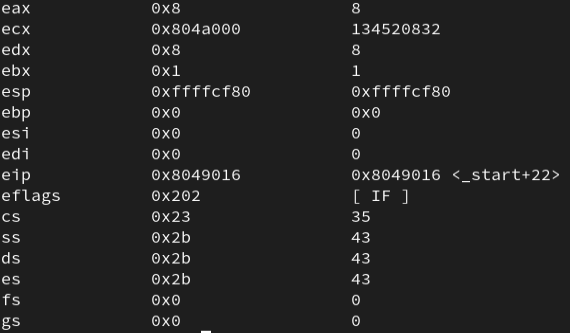 eax 0x8 8
ecx 0x804a000 134520832
edx 0x8 8
ebx 0x1 1
esp 0xffffcf80 0xffffcf80
ebp 0x0 0x0
esi 0x0 0
edi 0x0 0
eip 0x8049016 0x8049016 <_start+22>
eflags 0x202 [ IF ]
cs 0x23 35
ss 0x2b 43
ds 0x2b 43
es 0x2b 43
fs 0x0 0
gs 0x0 0